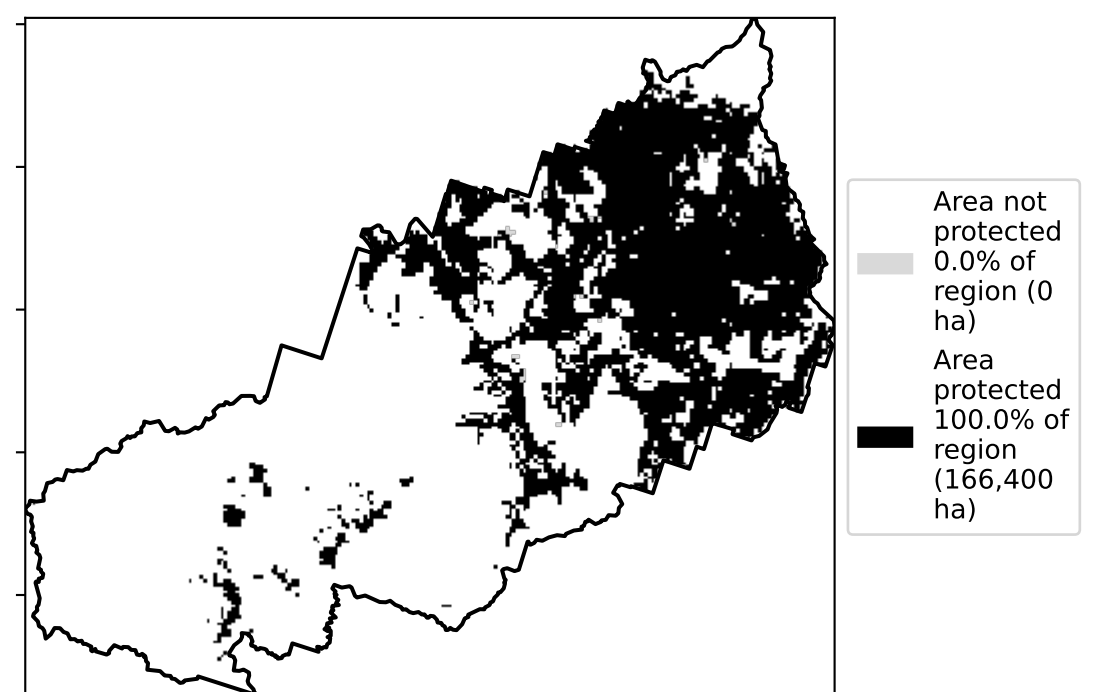 Area not
protected
0.0% of
region (0
ha)
Area
protected
100.0% of
region
(166,400
ha)